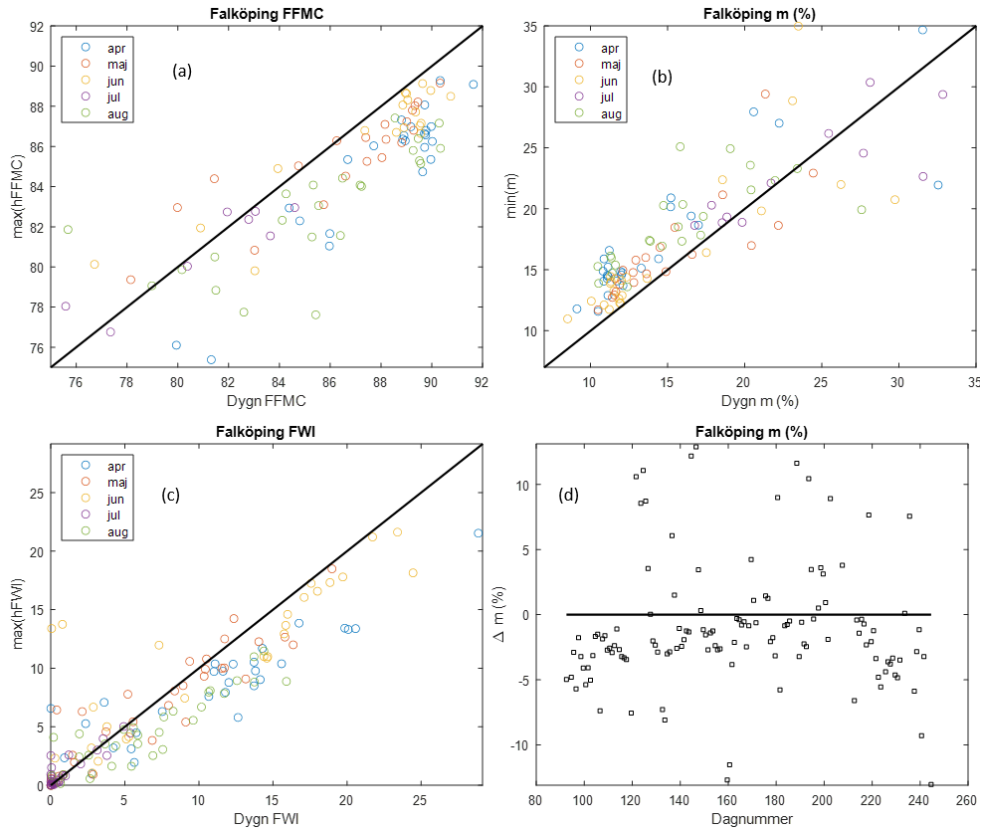 Falköping FFMC
92
90
88
86
84
82
80
78
76
max(hFFMC)
apr
maj
jun
jul
aug
(a)
76 78 80 82 84 86 88 90 92
Dygn FFMC
Falköping m (%)
35
30
25
20
15
10
min(m)
apr
maj
jun
jul
aug
(b)
10 15 20 25 30 35
Dygn m (%)
Falköping FWI
25
20
15
10
5
0
max(hFWI)
apr
maj
jun
jul
aug
(c)
0 5 10 15 20 25
Dygn FWI
Falköping m (%)
10
5
0
-5
-10
Δ m (%)
(d)
80 100 120 140 160 180 200 220 240 260
Dagnummer